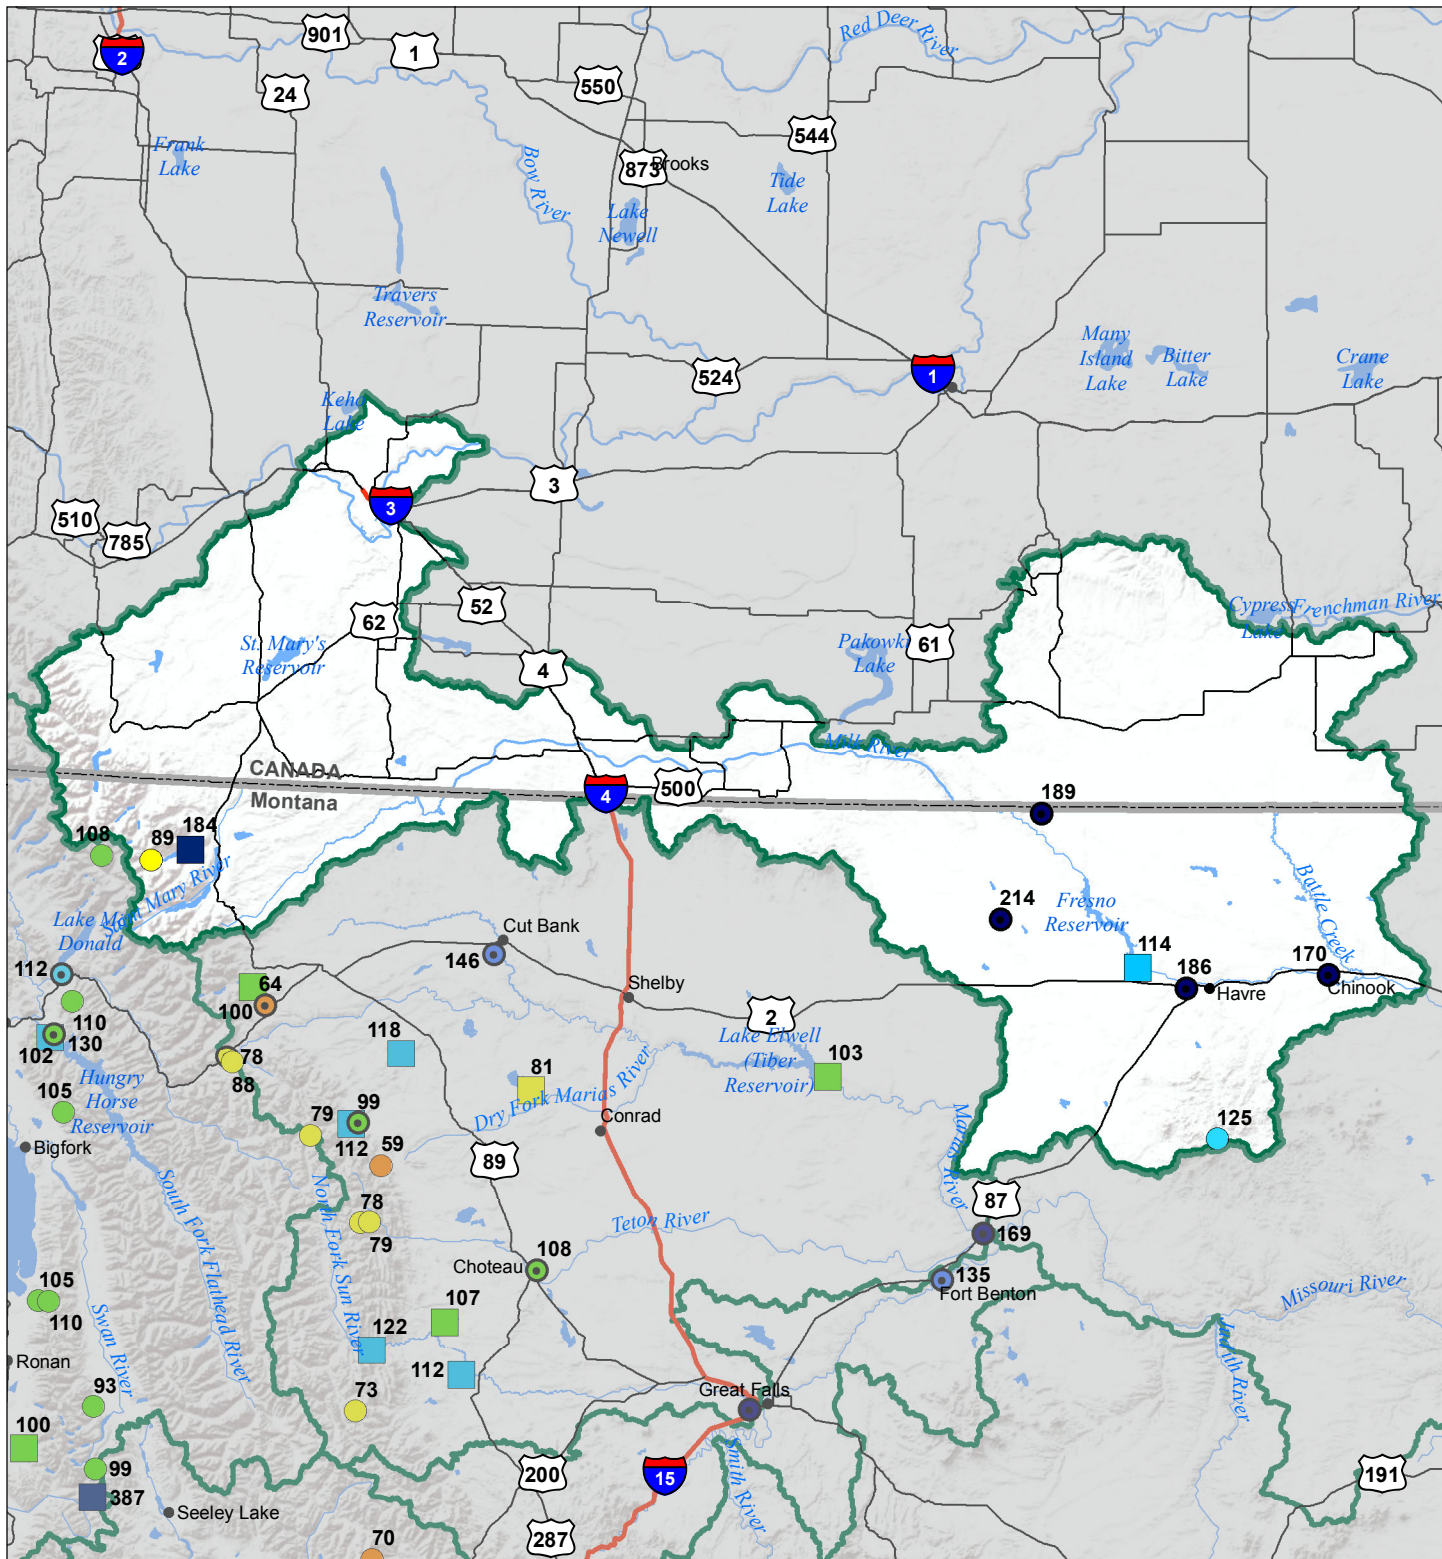 2
901
1
Red Deer River
24
550
544
Frank
Lake
873
Brooks
Bow River
Tide
Lake
Lake
Newell
Travers
Reservoir
Many
Island
Lake
Bitter
Lake
Crane
Lake
524
1
Keho
Lake
3
3
510
785
52
62
61
Cypress
Lake
Frenchman River
St. Mary's
Reservoir
4
Pakowki
Lake
Milk River
CANADA
Montana
4
500
189
108
89
184
Saint Mary River
Lake Mc
Donald
214
Fresno
Reservoir
Battle Creek
Cut Bank
146
112
114
170
Chinook
186
Havre
64
100
Shelby
2
110
130
102
118
Lake Elwell
(Tiber
Reservoir)
103
78
88
81
Dry Fork Marias River
Hungry
Horse
Reservoir
105
79
99
112
Conrad
Marias River
125
Bigfork
59
89
South Fork Flathead River
North Fork Sun River
78
79
87
Teton River
169
Choteau
108
135
Fort Benton
Missouri River
105
110
107
Swan River
122
Judith River
112
Ronan
93
73
Great Falls
100
Smith River
99
200
15
191
387
Seeley Lake
287
70